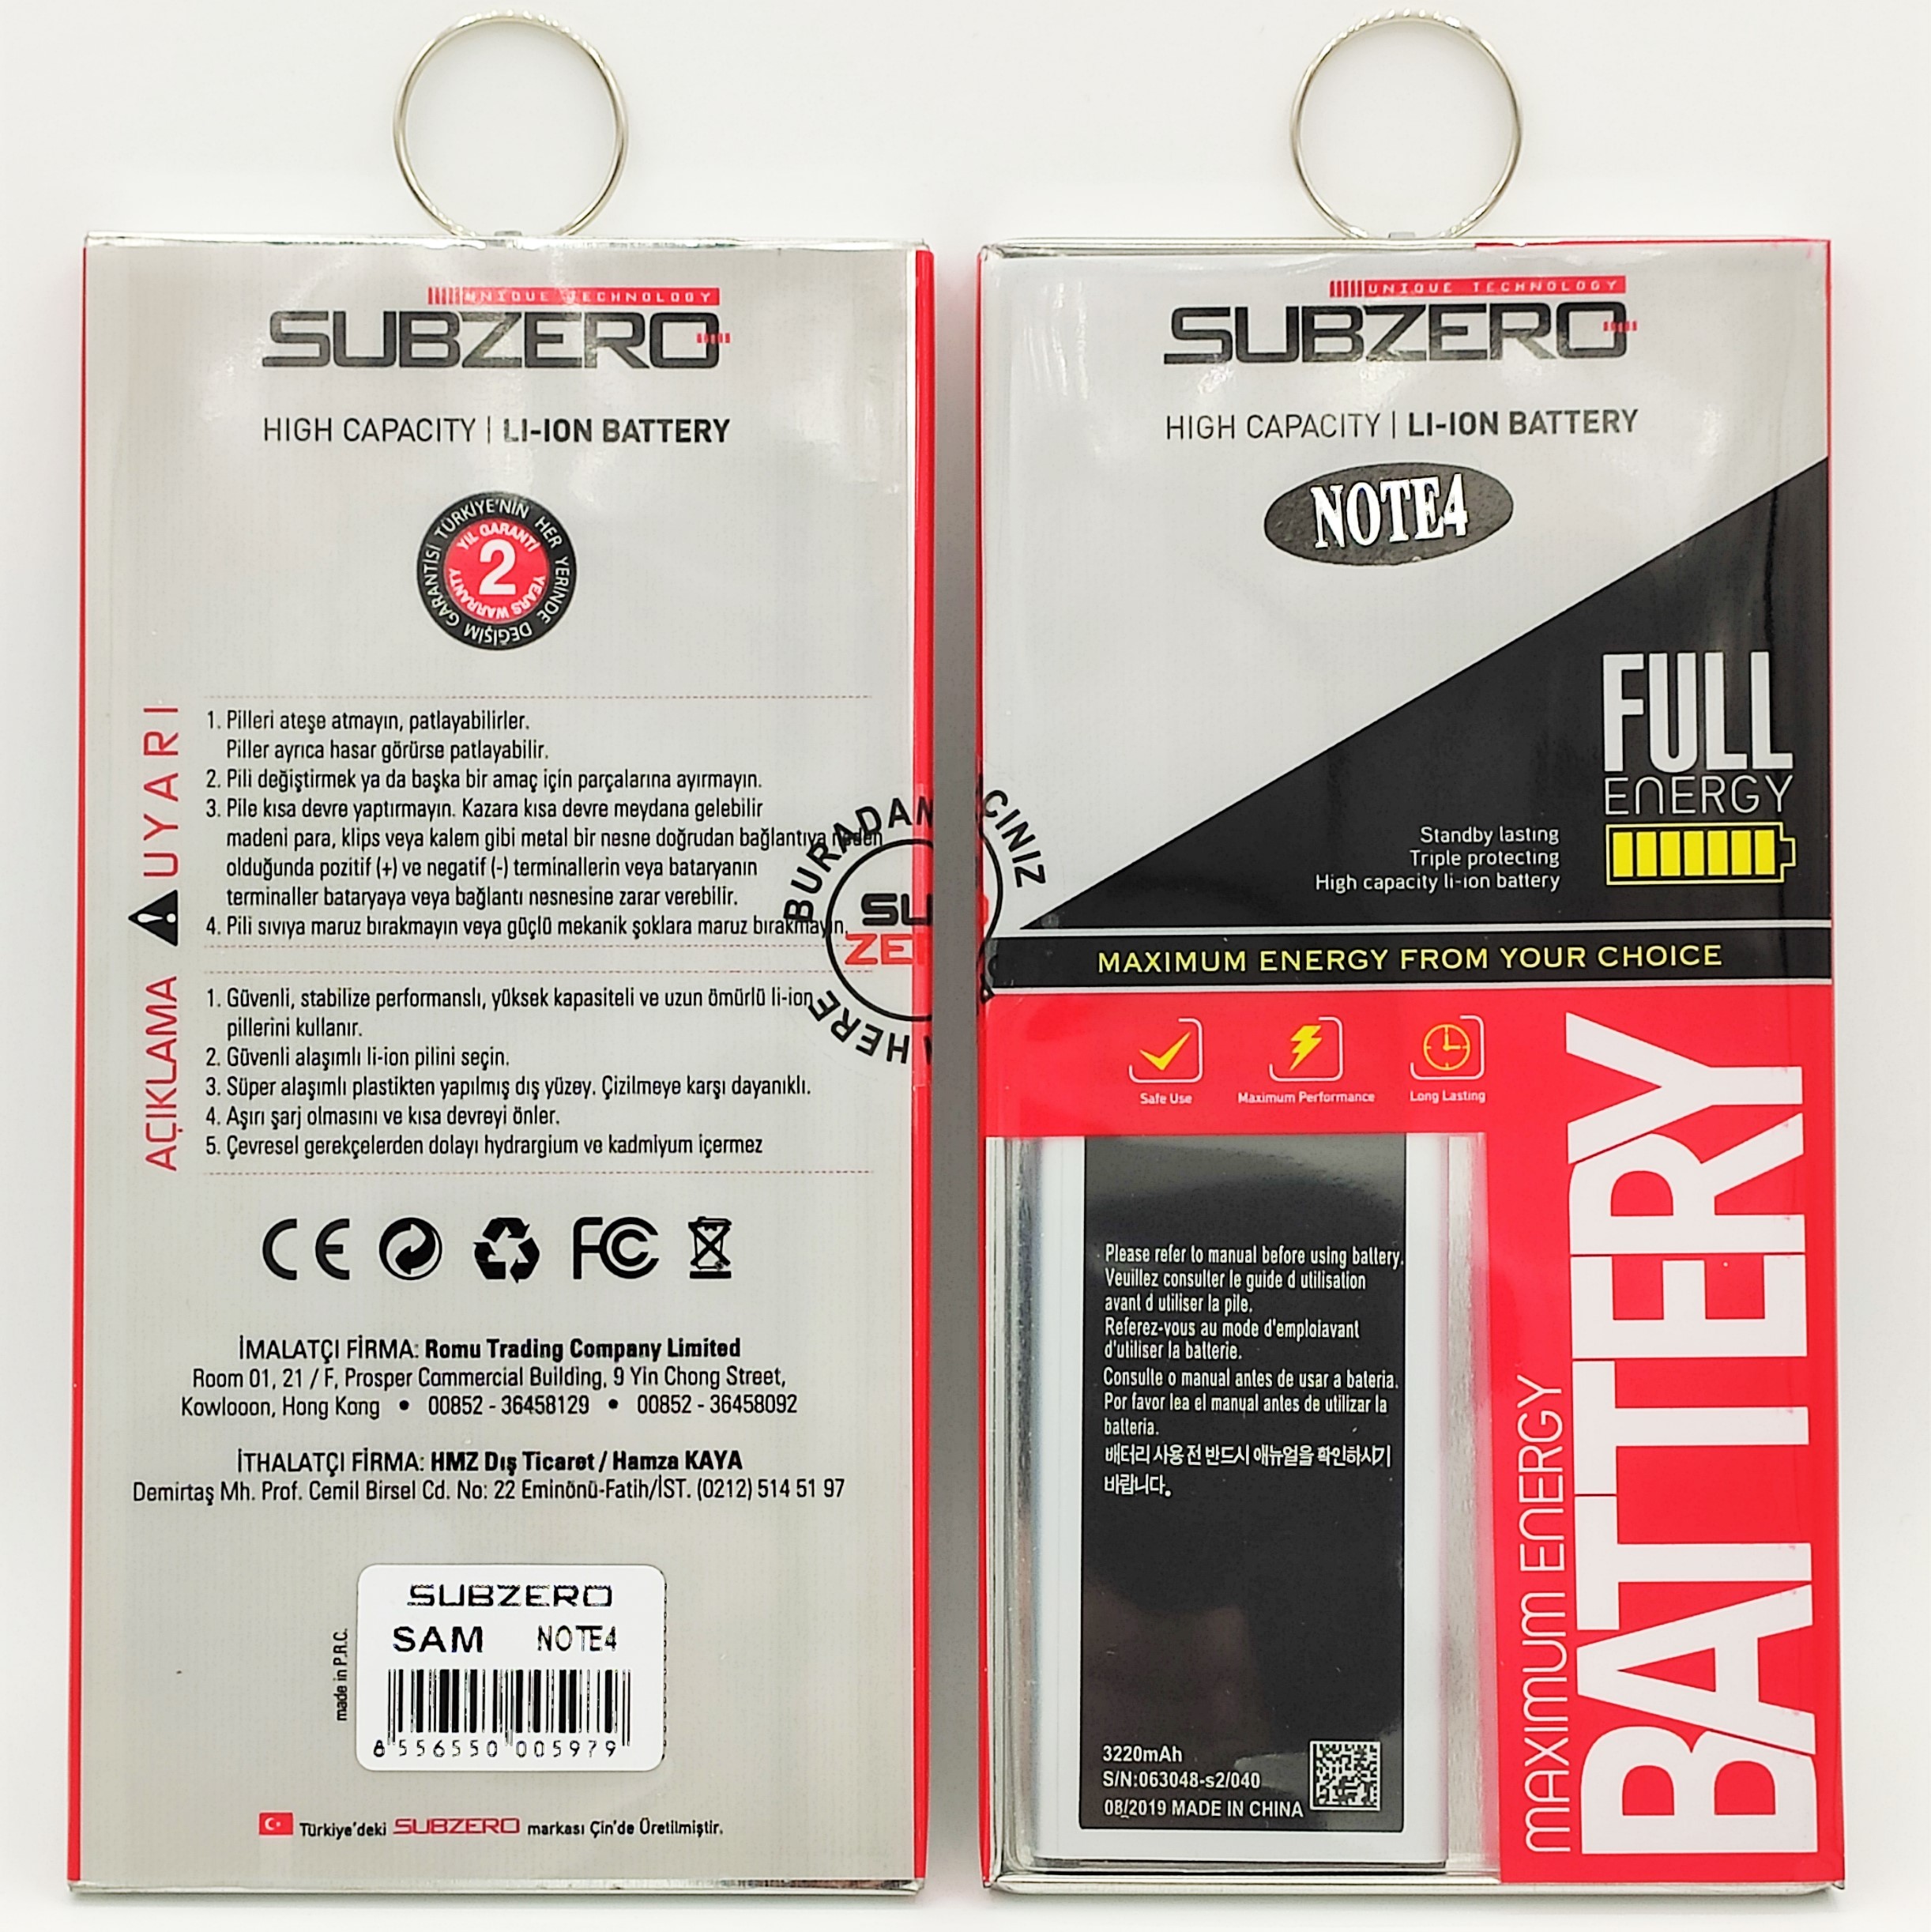 UNIQUE TECHNOLOGY
SUBZERO
HIGH CAPACITY | LI-ION BATTERY
TÜRKİYE'NİN HER YERİNDE DEĞİŞİM GARANTİSİ
YIL GARANTİ
2
YEARS WARRANTY
UYARI
1. Pilleri ateşe atmayın, patlayabilirler.
Piller ayrıca hasar görürse patlayabilir.
2. Pili değiştirmek ya da başka bir amaç için parçalarına ayırmayın.
3. Pile kısa devre yaptırmayın. Kazara kısa devre meydana gelebilir
madeni para, klips veya kalem gibi metal bir nesne doğrudan bağlantıya neden
olduğunda pozitif (+) ve negatif (-) terminallerin veya bataryanın
terminaller bataryaya veya bağlantı nesnesine zarar verebilir.
4. Pili sıvıya maruz bırakmayın veya güçlü mekanik şoklara maruz bırakmayın.
AÇIKLAMA
1. Güvenli, stabilize performanslı, yüksek kapasiteli ve uzun ömürlü li-ion
pillerini kullanır.
2. Güvenli alaşımlı li-ion pilini seçin.
3. Süper alaşımlı plastikten yapılmış dış yüzey. Çizilmeye karşı dayanıklı.
4. Aşırı şarj olmasını ve kısa devreyi önler.
5. Çevresel gerekçelerden dolayı hydrargium ve kadmiyum içermez
BURADAN
HERE
CE FC
İMALATÇI FİRMA: Romu Trading Company Limited
Room 01, 21 / F, Prosper Commercial Building, 9 Yin Chong Street,
Kowlooon, Hong Kong • 00852 - 36458129 • 00852 - 36458092
İTHALATÇI FİRMA: HMZ Dış Ticaret / Hamza KAYA
Demirtaş Mh. Prof. Cemil Birsel Cd. No: 22 Eminönü-Fatih/İST. (0212) 514 51 97
made in P.R.C.
SUBZERO
SAM NOTE4
8 556550 005979
Türkiye'deki SUBZERO markası Çin'de Üretilmiştir.
UNIQUE TECHNOLOGY
SUBZERO
HIGH CAPACITY | LI-ION BATTERY
NOTE4
FULL
ENERGY
Standby lasting
Triple protecting
High capacity li-ion battery
MAXIMUM ENERGY FROM YOUR CHOICE
Safe Use
Maximum Performance
Long Lasting
MAXIMUM ENERGY
BATTERY
Please refer to manual before using battery.
Veuillez consulter le guide d utilisation
avant d utiliser la pile.
Referez-vous au mode d'emploiavant
d'utiliser la batterie.
Consulte o manual antes de usar a bateria.
Por favor lea el manual antes de utilizar la
batteria.
배터리 사용 전 반드시 애뉴얼을 확인하시기
바랍니다.
3220mAh
S/N:063048-s2/040
08/2019 MADE IN CHINA